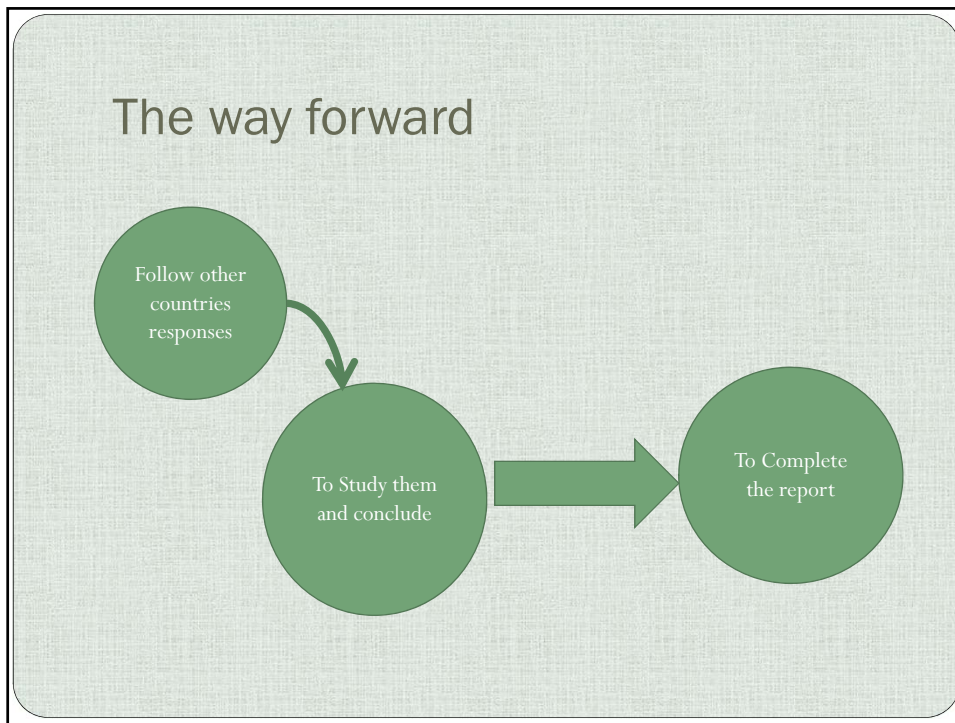 The way forward
Follow other
countries
responses
To Study them
and conclude
To Complete
the report